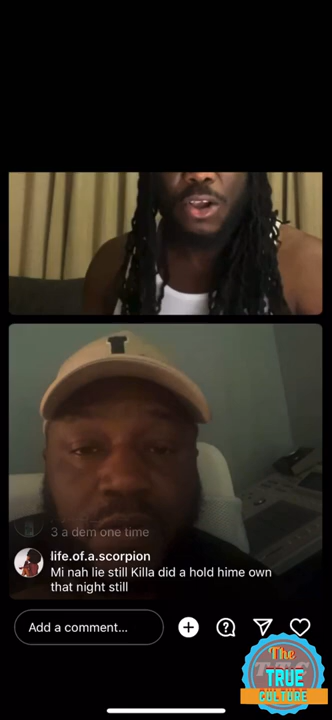 3 a dem one time
life.of.a.scorpion
Mi nah lie still Killa did a hold hime own
that night still
Add a comment...
The
TRUE
CULTURE